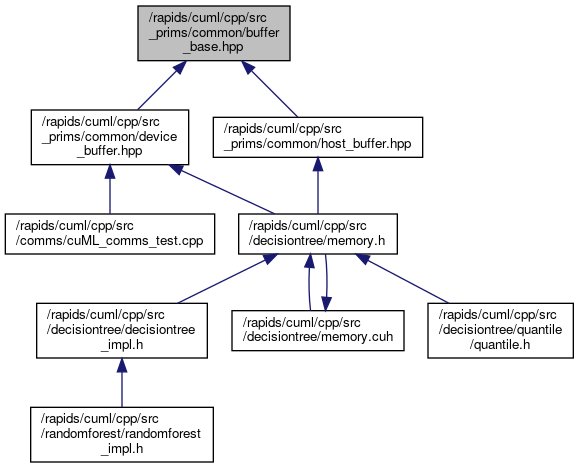 /rapids/cuml/cpp/src
_prims/common/buffer
_base.hpp
/rapids/cuml/cpp/src
_prims/common/device
_buffer.hpp
/rapids/cuml/cpp/src
_prims/common/host_buffer.hpp
/rapids/cuml/cpp/src
/comms/cuML_comms_test.cpp
/rapids/cuml/cpp/src
/decisiontree/memory.h
/rapids/cuml/cpp/src
/decisiontree/decisiontree
_impl.h
/rapids/cuml/cpp/src
/decisiontree/memory.cuh
/rapids/cuml/cpp/src
/decisiontree/quantile
/quantile.h
/rapids/cuml/cpp/src
/randomforest/randomforest
_impl.h